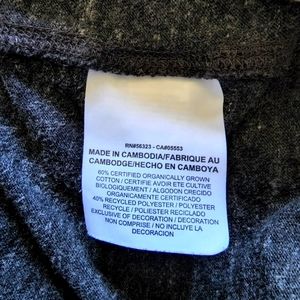 RN#56323 - CA#05553
MADE IN CAMBODIA/FABRIQUE AU
CAMBODGE/HECHO EN CAMBOYA
60% CERTIFIED ORGANICALLY GROWN
COTTON / CERTIFIE AVOIR ETE CULTIVE
BIOLOGIQUEMENT / ALGODON CRECIDO
ORGANICAMENTE CERTIFICADO
40% RECYCLED POLYESTER / POLYESTER
RECYCLE / POLIESTER RECICLADO
EXCLUSIVE OF DECORATION / DECORATION
NON COMPRISE / NO INCLUYE LA
DECORACION